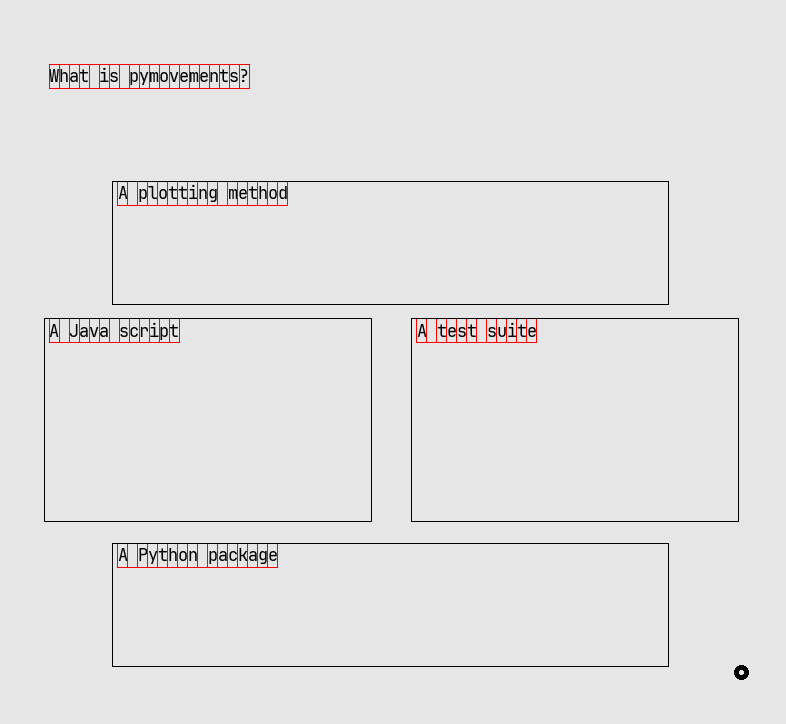 What is pymovements?
A plotting method
A Java script
A test suite
A Python package